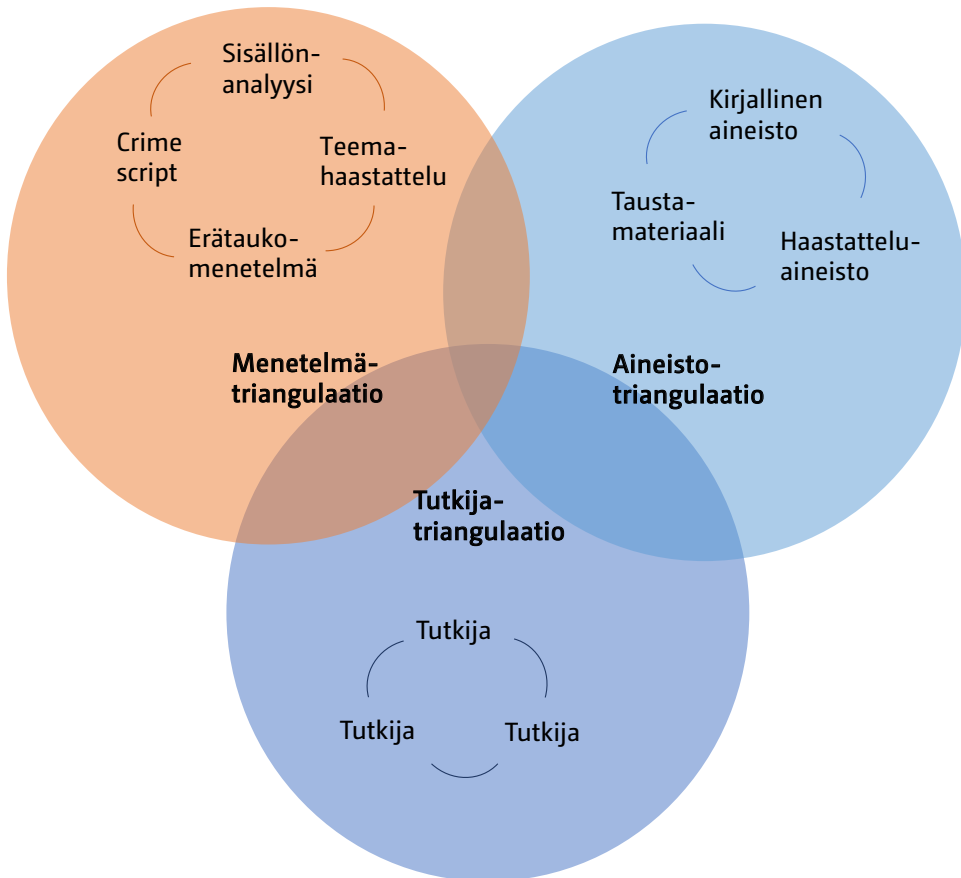 Sisällön-
analyysi
Crime
script
Teema-
haastattelu
Erätauko-
menetelmä
Menetelmä-
triangulaatio
Kirjallinen
aineisto
Tausta-
materiaali
Haastattelu-
aineisto
Aineisto-
triangulaatio
Tutkija-
triangulaatio
Tutkija
Tutkija
Tutkija